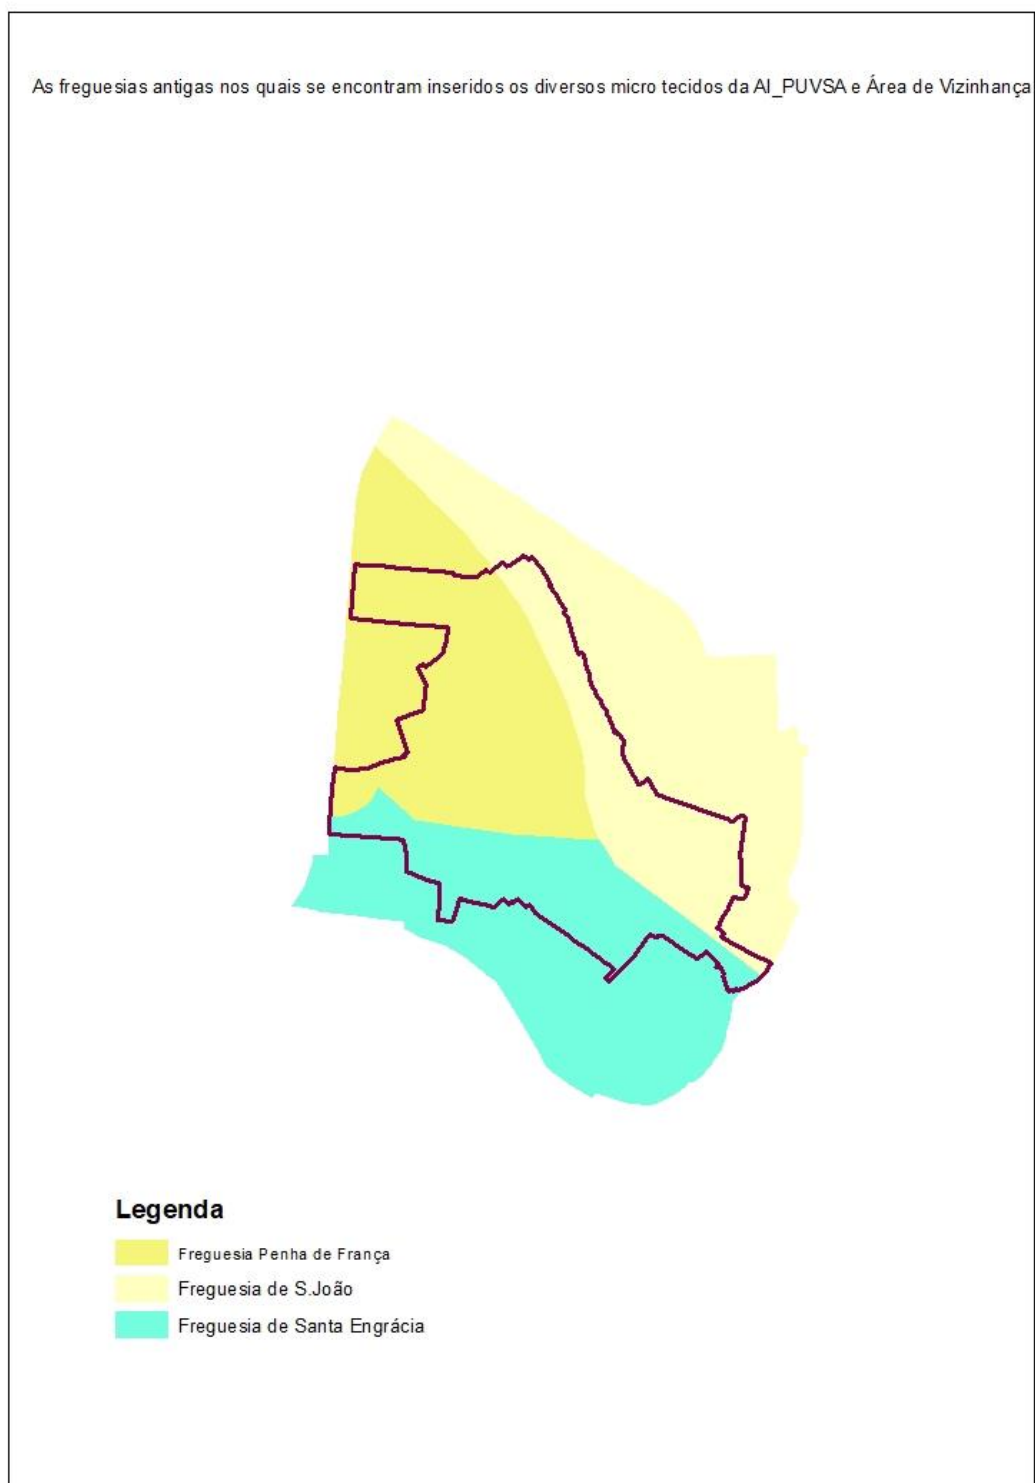 As freguesias antigas nos quais se encontram inseridos os diversos micro tecidos da AI_PUVSA e Área de Vizinhança
Legenda
Freguesia Penha de França
Freguesia de S.João
Freguesia de Santa Engrácia